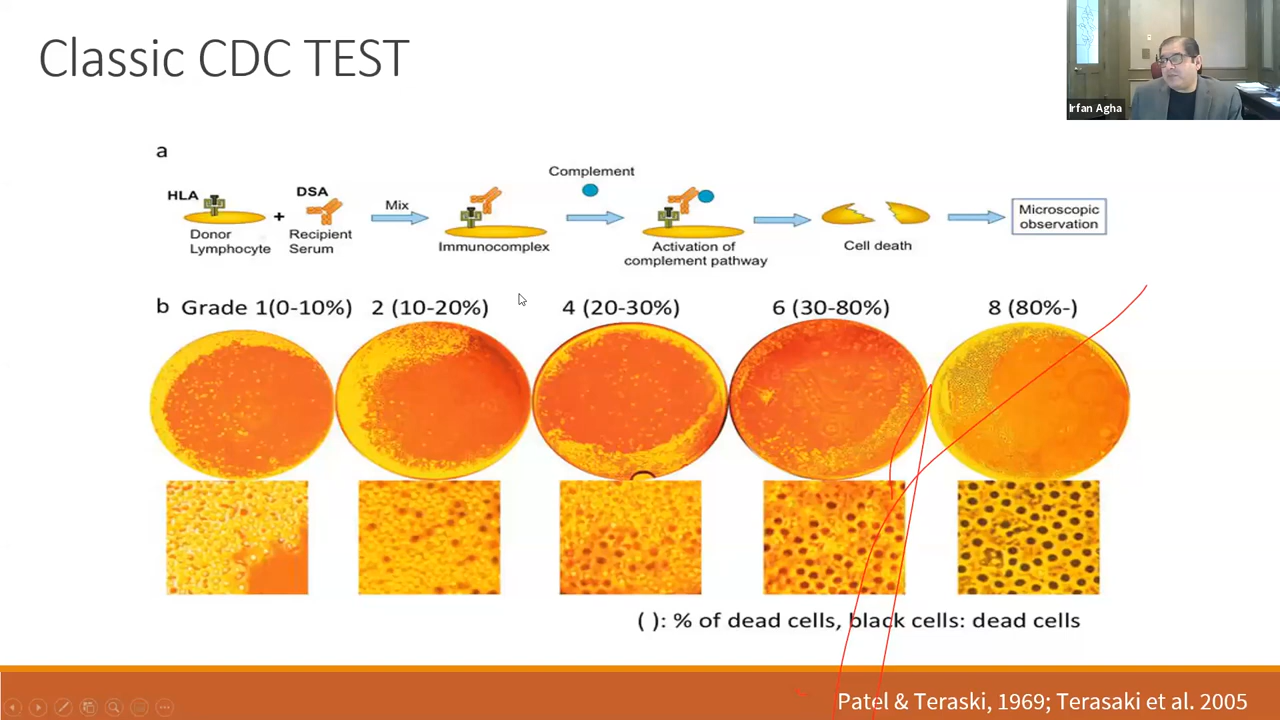 Classic CDC TEST
Irfan Agha
a
Complement
HLA
DSA
Mix
+
Donor
Lymphocyte
Recipient
Serum
Immunocomplex
Activation of
complement pathway
Cell death
Microscopic
observation
b Grade 1(0-10%) 2 (10-20%) 4 (20-30%) 6 (30-80%) 8 (80%-)
( ): % of dead cells, black cells: dead cells
Patel & Teraski, 1969; Terasaki et al. 2005